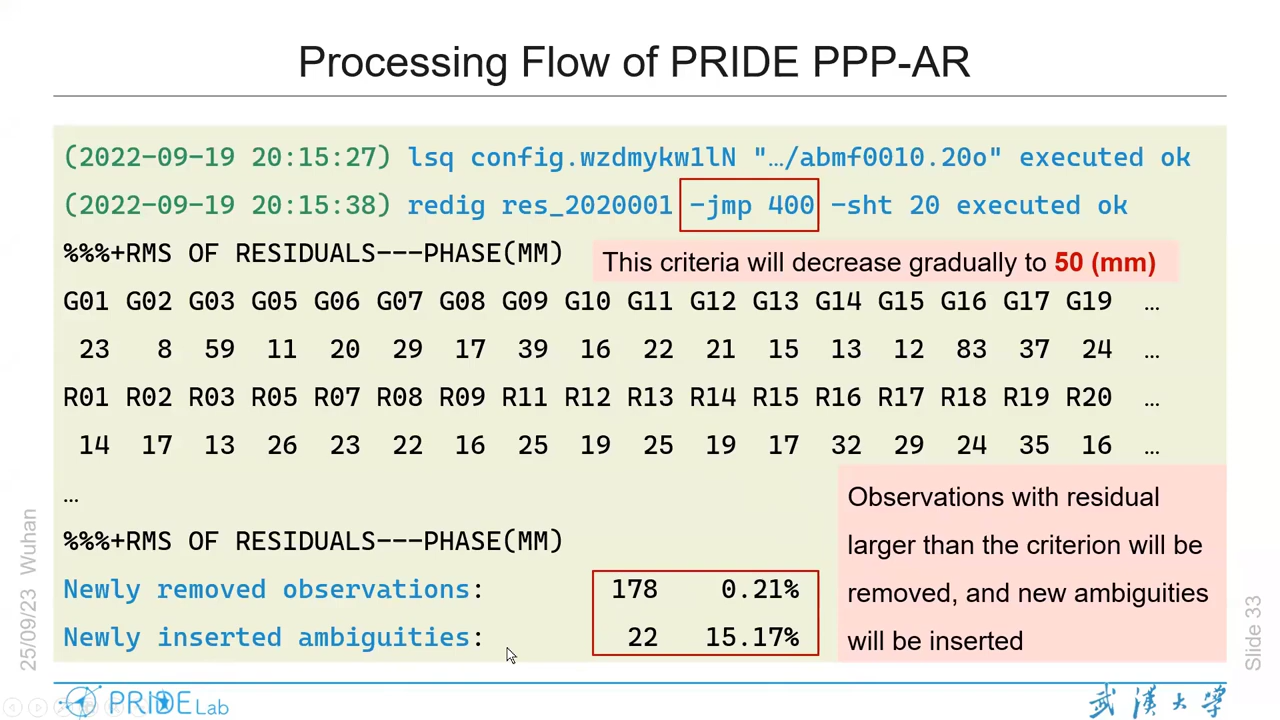 Processing Flow of PRIDE PPP-AR
(2022-09-19 20:15:27) lsq config.wzdmykw1lN "…/abmf0010.20o" executed ok
(2022-09-19 20:15:38) redig res_2020001 -jmp 400 -sht 20 executed ok
%%%+RMS OF RESIDUALS---PHASE(MM)
This criteria will decrease gradually to 50 (mm)
G01 G02 G03 G05 G06 G07 G08 G09 G10 G11 G12 G13 G14 G15 G16 G17 G19 …
23 8 59 11 20 29 17 39 16 22 21 15 13 12 83 37 24 …
R01 R02 R03 R05 R07 R08 R09 R11 R12 R13 R14 R15 R16 R17 R18 R19 R20 …
14 17 13 26 23 22 16 25 19 25 19 17 32 29 24 35 16 …
…
%%%+RMS OF RESIDUALS---PHASE(MM)
Newly removed observations: 178 0.21%
Newly inserted ambiguities: 22 15.17%
Observations with residual
larger than the criterion will be
removed, and new ambiguities
will be inserted
25/09/23 Wuhan
Slide 33
PRIDE Lab
武漢大学